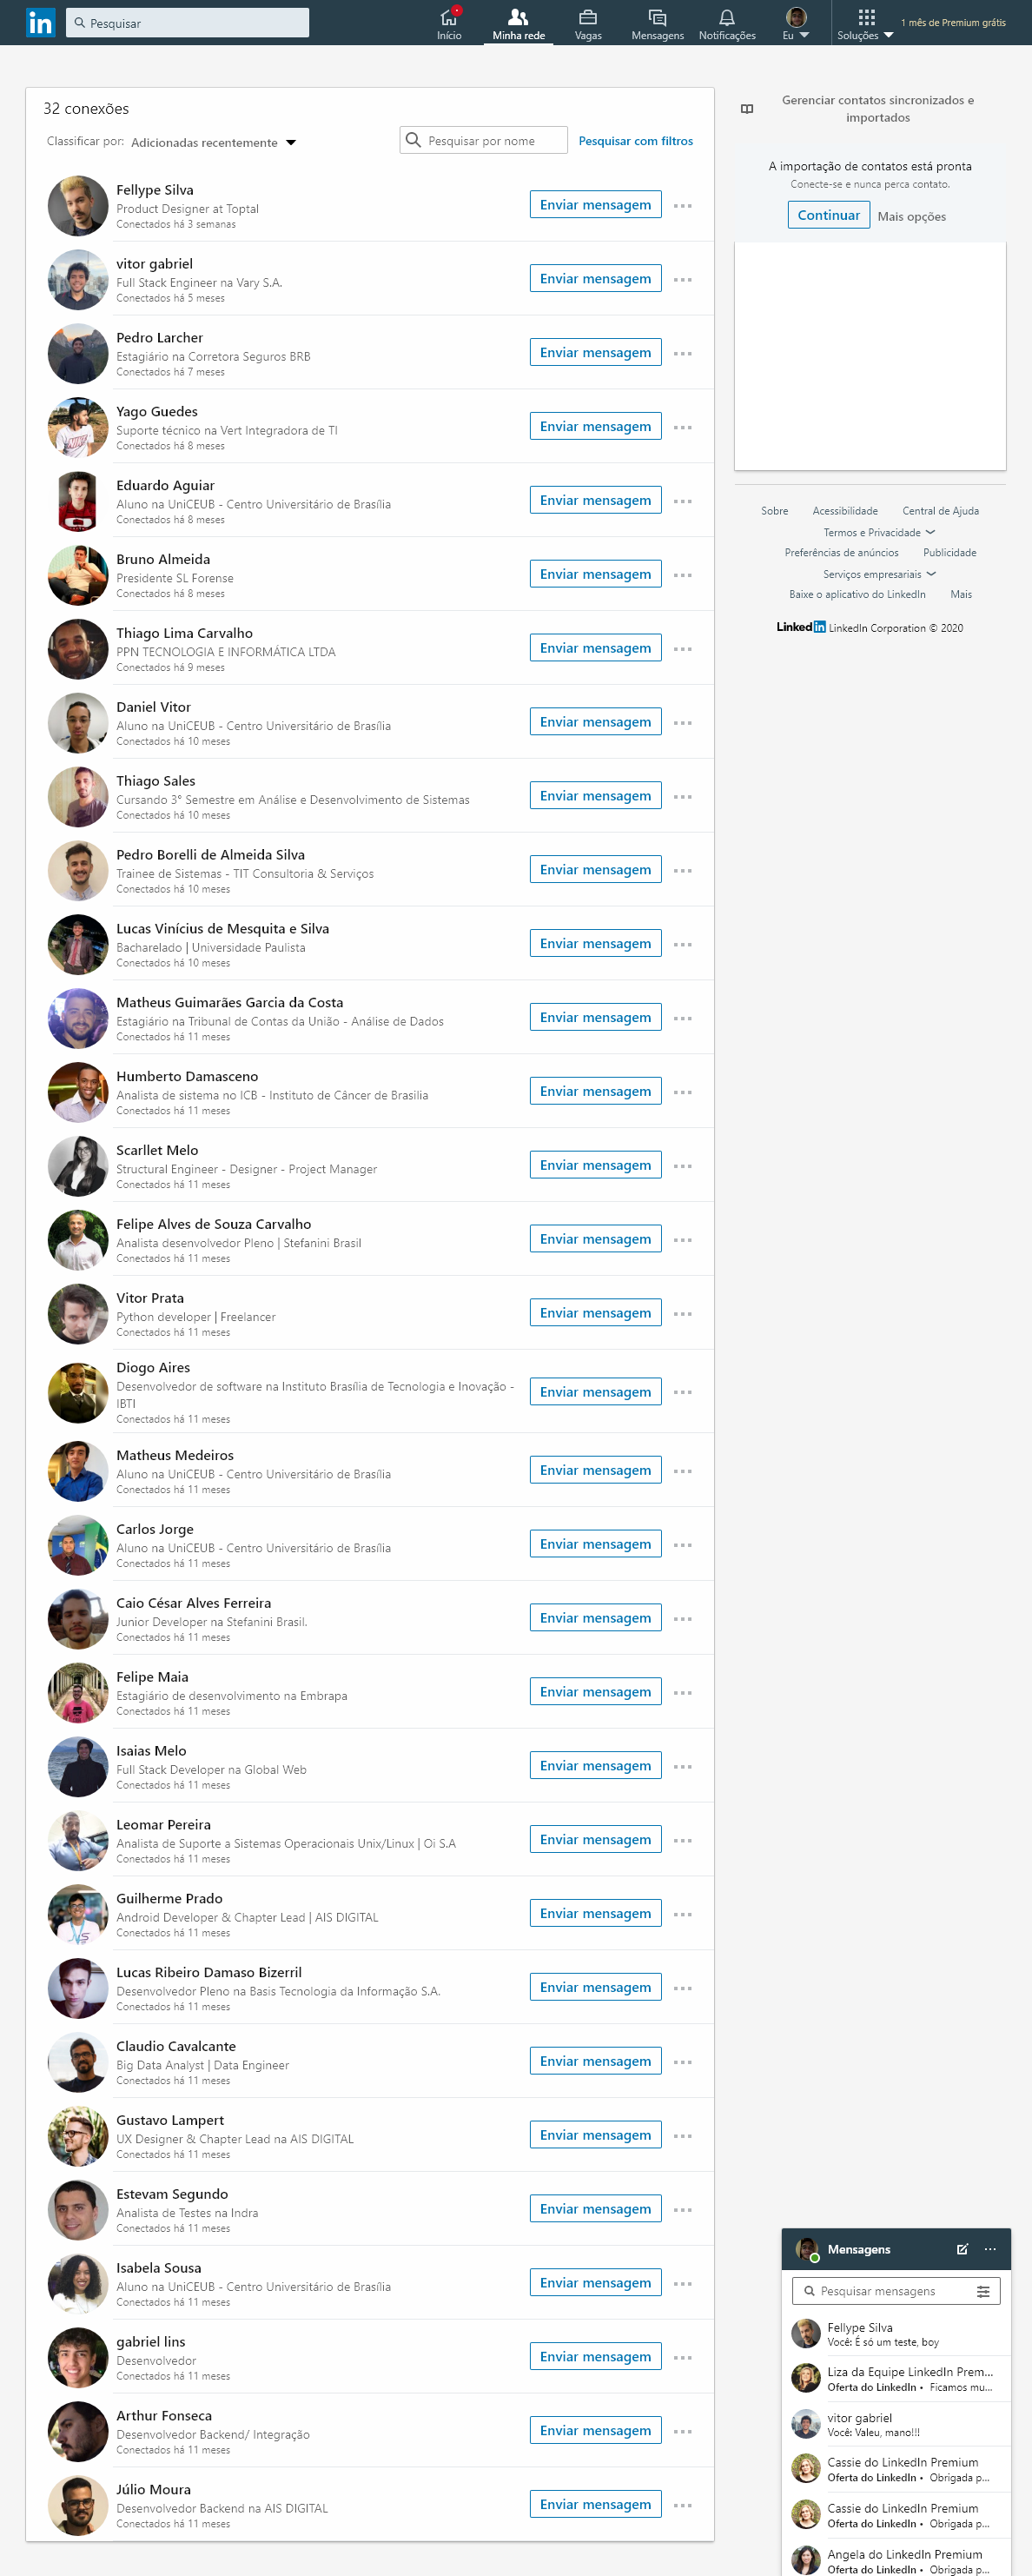 in
Pesquisar
Início
Minha rede
Vagas
Mensagens
Notificações
Eu
Soluções
1 mês de Premium grátis
32 conexões
Classificar por: Adicionadas recentemente
Pesquisar por nome
Pesquisar com filtros
Fellype Silva
Product Designer at Toptal
Conectados há 3 semanas
Enviar mensagem
vitor gabriel
Full Stack Engineer na Vary S.A.
Conectados há 5 meses
Enviar mensagem
Pedro Larcher
Estagiário na Corretora Seguros BRB
Conectados há 7 meses
Enviar mensagem
Yago Guedes
Suporte técnico na Vert Integradora de TI
Conectados há 8 meses
Enviar mensagem
Eduardo Aguiar
Aluno na UniCEUB - Centro Universitário de Brasília
Conectados há 8 meses
Enviar mensagem
Bruno Almeida
Presidente SL Forense
Conectados há 8 meses
Enviar mensagem
Thiago Lima Carvalho
PPN TECNOLOGIA E INFORMÁTICA LTDA
Conectados há 9 meses
Enviar mensagem
Daniel Vitor
Aluno na UniCEUB - Centro Universitário de Brasília
Conectados há 10 meses
Enviar mensagem
Thiago Sales
Cursando 3° Semestre em Análise e Desenvolvimento de Sistemas
Conectados há 10 meses
Enviar mensagem
Pedro Borelli de Almeida Silva
Trainee de Sistemas - TIT Consultoria & Serviços
Conectados há 10 meses
Enviar mensagem
Lucas Vinícius de Mesquita e Silva
Bacharelado | Universidade Paulista
Conectados há 10 meses
Enviar mensagem
Matheus Guimarães Garcia da Costa
Estagiário na Tribunal de Contas da União - Análise de Dados
Conectados há 11 meses
Enviar mensagem
Humberto Damasceno
Analista de sistema no ICB - Instituto de Câncer de Brasilia
Conectados há 11 meses
Enviar mensagem
Scarllet Melo
Structural Engineer - Designer - Project Manager
Conectados há 11 meses
Enviar mensagem
Felipe Alves de Souza Carvalho
Analista desenvolvedor Pleno | Stefanini Brasil
Conectados há 11 meses
Enviar mensagem
Vitor Prata
Python developer | Freelancer
Conectados há 11 meses
Enviar mensagem
Diogo Aires
Desenvolvedor de software na Instituto Brasília de Tecnologia e Inovação -
IBTI
Conectados há 11 meses
Enviar mensagem
Matheus Medeiros
Aluno na UniCEUB - Centro Universitário de Brasília
Conectados há 11 meses
Enviar mensagem
Carlos Jorge
Aluno na UniCEUB - Centro Universitário de Brasília
Conectados há 11 meses
Enviar mensagem
Caio César Alves Ferreira
Junior Developer na Stefanini Brasil.
Conectados há 11 meses
Enviar mensagem
Felipe Maia
Estagiário de desenvolvimento na Embrapa
Conectados há 11 meses
Enviar mensagem
Isaias Melo
Full Stack Developer na Global Web
Conectados há 11 meses
Enviar mensagem
Leomar Pereira
Analista de Suporte a Sistemas Operacionais Unix/Linux | Oi S.A
Conectados há 11 meses
Enviar mensagem
Guilherme Prado
Android Developer & Chapter Lead | AIS DIGITAL
Conectados há 11 meses
Enviar mensagem
Lucas Ribeiro Damaso Bizerril
Desenvolvedor Pleno na Basis Tecnologia da Informação S.A.
Conectados há 11 meses
Enviar mensagem
Claudio Cavalcante
Big Data Analyst | Data Engineer
Conectados há 11 meses
Enviar mensagem
Gustavo Lampert
UX Designer & Chapter Lead na AIS DIGITAL
Conectados há 11 meses
Enviar mensagem
Estevam Segundo
Analista de Testes na Indra
Conectados há 11 meses
Enviar mensagem
Isabela Sousa
Aluno na UniCEUB - Centro Universitário de Brasília
Conectados há 11 meses
Enviar mensagem
gabriel lins
Desenvolvedor
Conectados há 11 meses
Enviar mensagem
Arthur Fonseca
Desenvolvedor Backend/ Integração
Conectados há 11 meses
Enviar mensagem
Júlio Moura
Desenvolvedor Backend na AIS DIGITAL
Conectados há 11 meses
Enviar mensagem
Gerenciar contatos sincronizados e
importados
A importação de contatos está pronta
Conecte-se e nunca perca contato.
Continuar
Mais opções
Sobre
Acessibilidade
Central de Ajuda
Termos e Privacidade
Preferências de anúncios
Publicidade
Serviços empresariais
Baixe o aplicativo do LinkedIn
Mais
Linkedin LinkedIn Corporation © 2020
Mensagens
Pesquisar mensagens
Fellype Silva
Você: É só um teste, boy
Liza da Equipe LinkedIn Prem...
Oferta do LinkedIn • Ficamos mu...
vitor gabriel
Você: Valeu, mano!!!
Cassie do LinkedIn Premium
Oferta do LinkedIn • Obrigada p...
Cassie do LinkedIn Premium
Oferta do LinkedIn • Obrigada p...
Angela do LinkedIn Premium
Oferta do LinkedIn • Obrigada p...